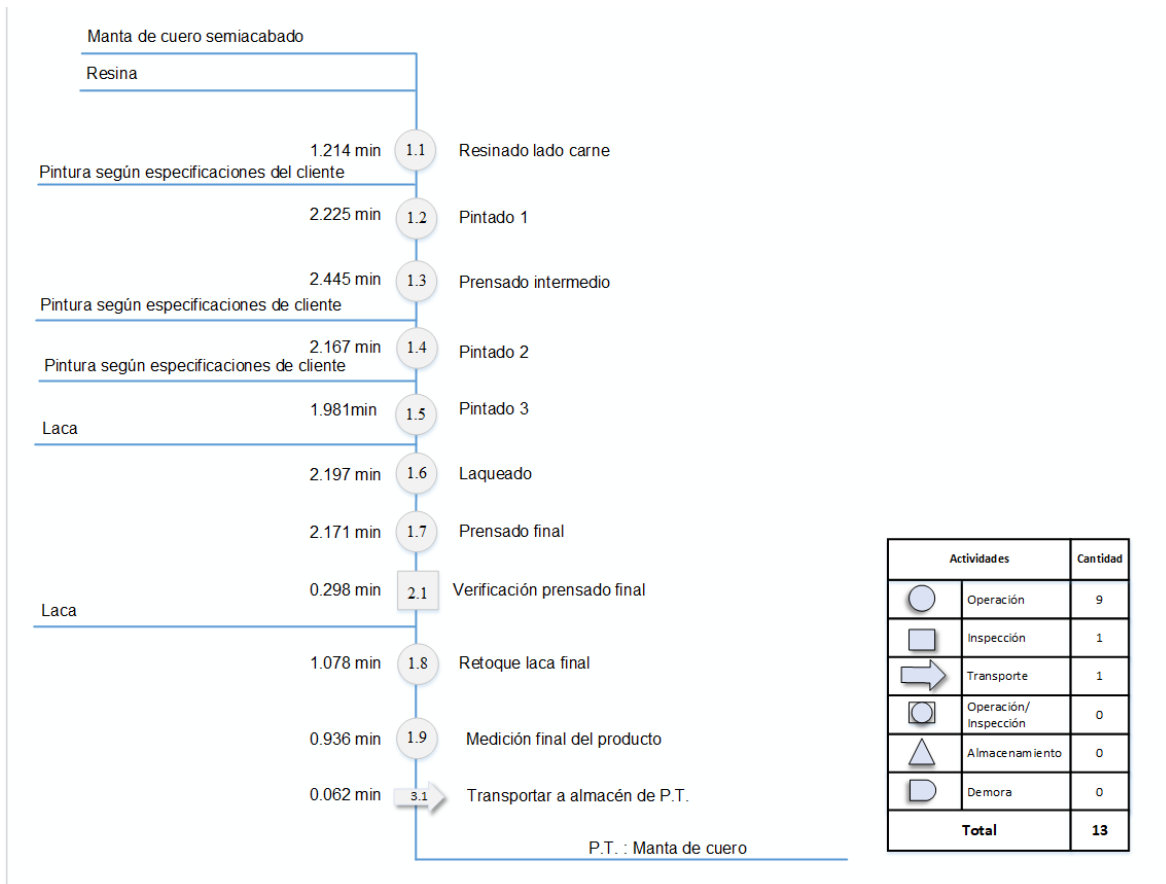 Manta de cuero semiacabado
Resina
1.214 min 1.1 Resinado lado carne
Pintura según especificaciones del cliente
2.225 min 1.2 Pintado 1
2.445 min 1.3 Prensado intermedio
Pintura según especificaciones de cliente
2.167 min 1.4 Pintado 2
Pintura según especificaciones de cliente
1.981min 1.5 Pintado 3
Laca
2.197 min 1.6 Laqueado
2.171 min 1.7 Prensado final
0.298 min 2.1 Verificación prensado final
Laca
1.078 min 1.8 Retoque laca final
0.936 min 1.9 Medición final del producto
0.062 min 3.1 Transportar a almacén de P.T.
P.T. : Manta de cuero
Actividades Cantidad
Operación 9
Inspección 1
Transporte 1
Operación/
Inspección 0
Almacenamiento 0
Demora 0
Total 13